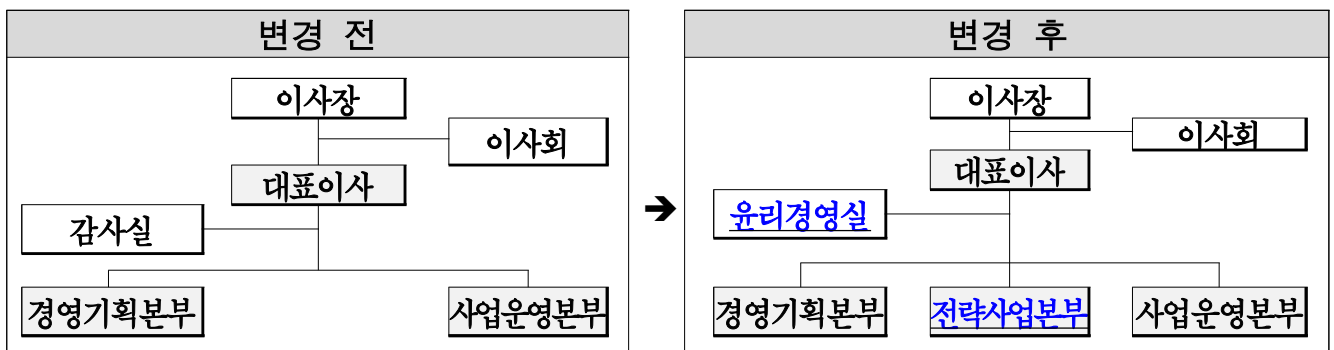 변경 전
이사장
이사회
대표이사
감사실
경영기획본부 사업운영본부
➔
변경 후
이사장
이사회
대표이사
윤리경영실
경영기획본부 전략사업본부 사업운영본부